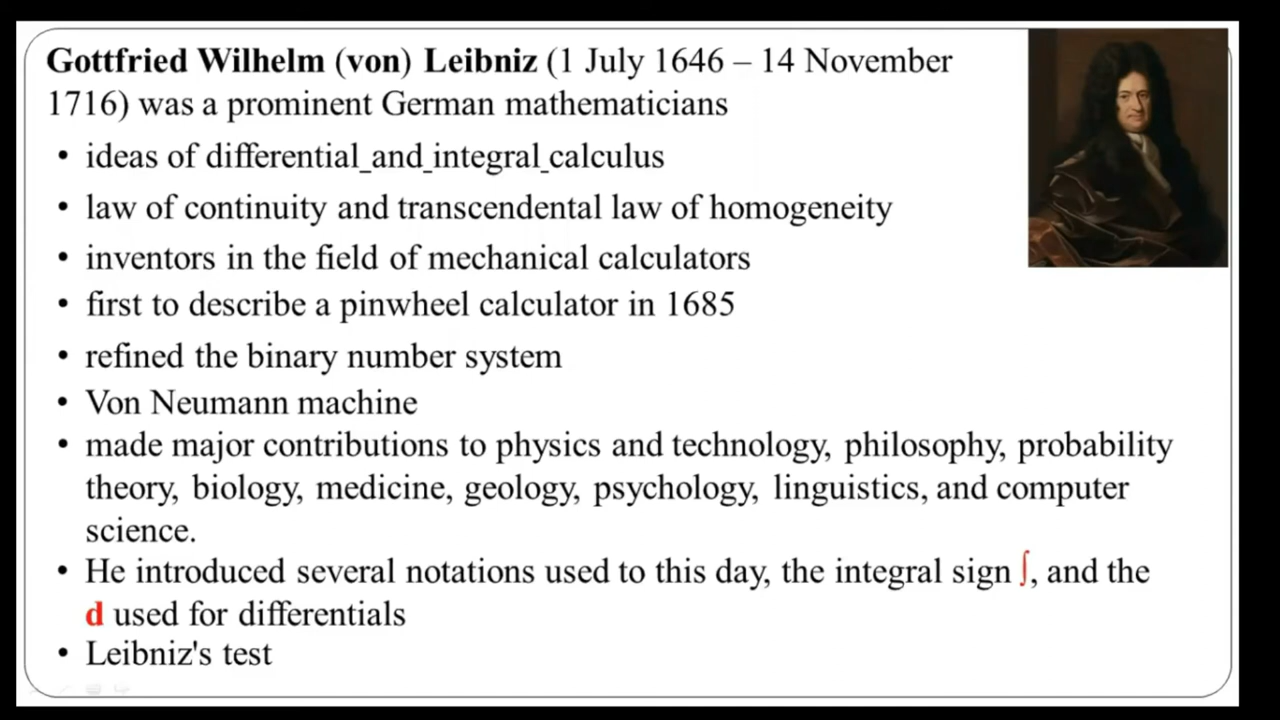 Gottfried Wilhelm (von) Leibniz (1 July 1646 – 14 November
1716) was a prominent German mathematicians
• ideas of differential_and_integral_calculus
• law of continuity and transcendental law of homogeneity
• inventors in the field of mechanical calculators
• first to describe a pinwheel calculator in 1685
• refined the binary number system
• Von Neumann machine
• made major contributions to physics and technology, philosophy, probability
theory, biology, medicine, geology, psychology, linguistics, and computer
science.
• He introduced several notations used to this day, the integral sign ∫, and the
d used for differentials
• Leibniz's test